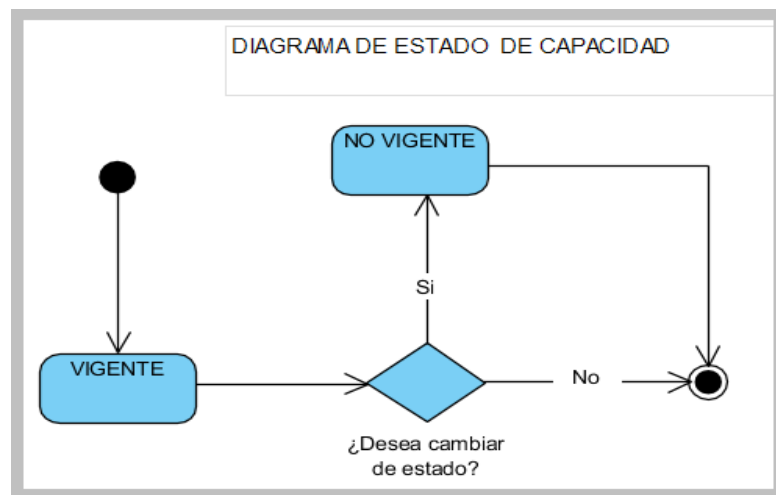 DIAGRAMA DE ESTADO DE CAPACIDAD
NO VIGENTE
Si
VIGENTE
No
¿Desea cambiar
de estado?